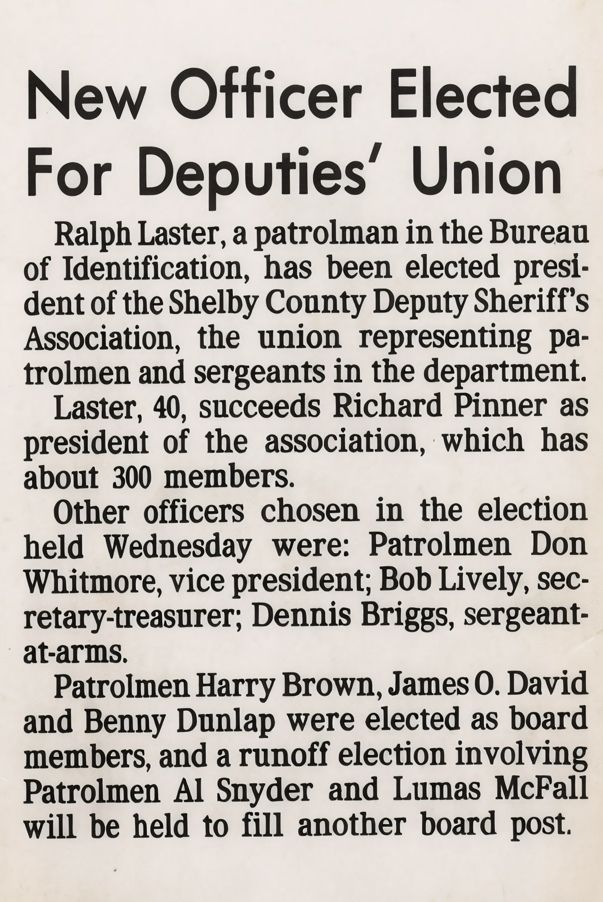 New Officer Elected
For Deputies' Union
Ralph Laster, a patrolman in the Bureau
of Identification, has been elected presi-
dent of the Shelby County Deputy Sheriff's
Association, the union representing pa-
trolmen and sergeants in the department.
Laster, 40, succeeds Richard Pinner as
president of the association, which has
about 300 members.
Other officers chosen in the election
held Wednesday were: Patrolmen Don
Whitmore, vice president; Bob Lively, sec-
retary-treasurer; Dennis Briggs, sergeant-
at-arms.
Patrolmen Harry Brown, James O. David
and Benny Dunlap were elected as board
members, and a runoff election involving
Patrolmen Al Snyder and Lumas McFall
will be held to fill another board post.